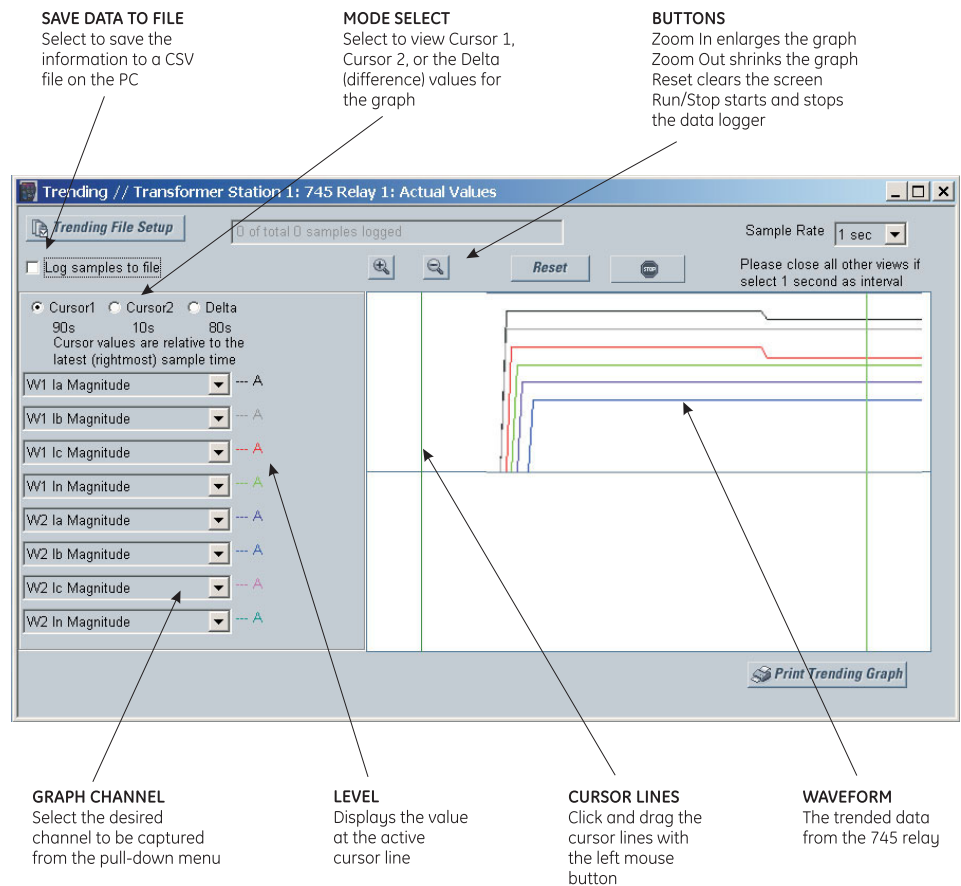 SAVE DATA TO FILE
Select to save the
information to a CSV
file on the PC
MODE SELECT
Select to view Cursor 1,
Cursor 2, or the Delta
(difference) values for
the graph
BUTTONS
Zoom In enlarges the graph
Zoom Out shrinks the graph
Reset clears the screen
Run/Stop starts and stops
the data logger
Trending // Transformer Station 1: 745 Relay 1: Actual Values
Trending File Setup
0 of total 0 samples logged
Sample Rate
1 sec
Log samples to file
Reset
STOP
Please close all other views if
select 1 second as interval
Cursor1 Cursor2 Delta
90s 10s 80s
Cursor values are relative to the
latest (rightmost) sample time
W1 Ia Magnitude --- A
W1 Ib Magnitude --- A
W1 Ic Magnitude --- A
W1 In Magnitude --- A
W2 Ia Magnitude --- A
W2 Ib Magnitude --- A
W2 Ic Magnitude --- A
W2 In Magnitude --- A
Print Trending Graph
GRAPH CHANNEL
Select the desired
channel to be captured
from the pull-down menu
LEVEL
Displays the value
at the active
cursor line
CURSOR LINES
Click and drag the
cursor lines with
the left mouse
button
WAVEFORM
The trended data
from the 745 relay